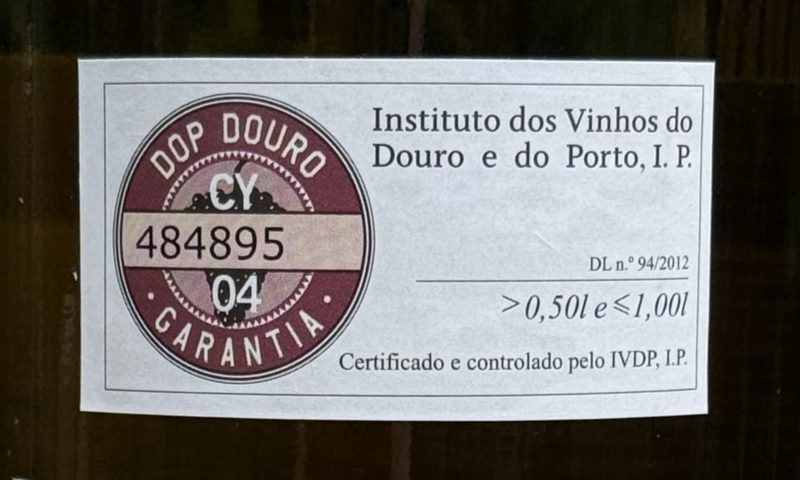 DOP DOURO
CY
484895
04
GARANTIA
Instituto dos Vinhos do
Douro e do Porto, I. P.
DL n.º 94/2012
>0,50l e≤1,00l
Certificado e controlado pelo IVDP, I.P.